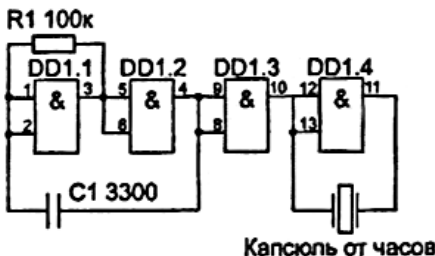 R1 100к
DD1.1 DD1.2 DD1.3 DD1.4
1 & 3 5 & 4 9 & 10 12 & 11
2 6 8 13
C1 3300
Капсюль от часов